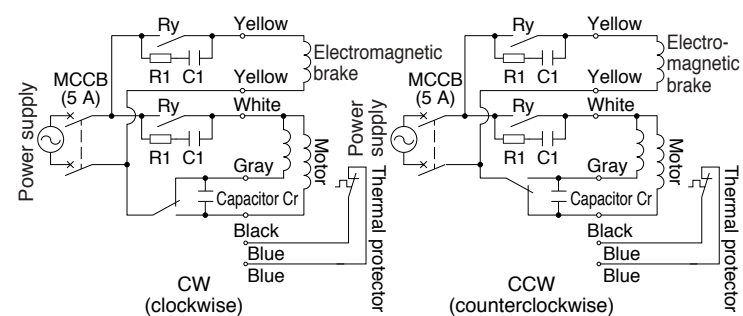 Ry
Yellow
Electromagnetic
brake
R1 C1
MCCB
(5 A)
Yellow
Power supply
Ry
White
R1 C1
Gray
Motor
Capacitor Cr
Thermal protector
Black
Blue
Blue
CW
(clockwise)
Ry
Yellow
Electro-
magnetic
brake
R1 C1
MCCB
(5 A)
Yellow
Power
supply
Ry
White
R1 C1
Gray
Motor
Capacitor Cr
Thermal protector
Black
Blue
Blue
CCW
(counterclockwise)